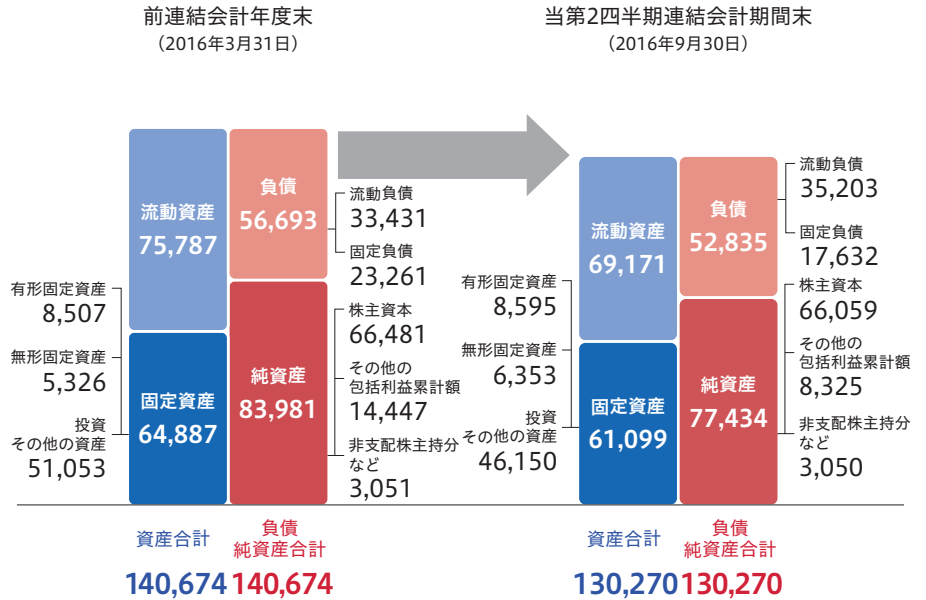 前連結会計年度末
（2016年3月31日）
流動資産
75,787
固定資産
64,887
負債
56,693
純資産
83,981
有形固定資産
8,507
無形固定資産
5,326
投資
その他の資産
51,053
流動負債
33,431
固定負債
23,261
株主資本
66,481
その他の
包括利益累計額
14,447
非支配株主持分
など
3,051
資産合計
140,674
負債
純資産合計
140,674
当第2四半期連結会計期間末
（2016年9月30日）
流動資産
69,171
固定資産
61,099
負債
52,835
純資産
77,434
有形固定資産
8,595
無形固定資産
6,353
投資
その他の資産
46,150
流動負債
35,203
固定負債
17,632
株主資本
66,059
その他の
包括利益累計額
8,325
非支配株主持分
など
3,050
資産合計
130,270
負債
純資産合計
130,270